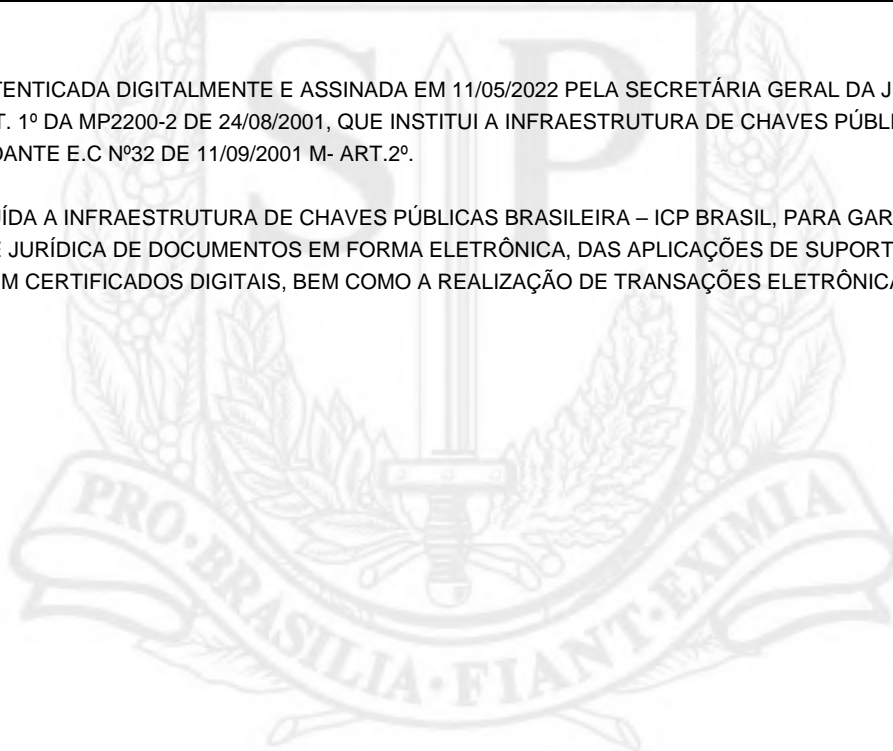 TENTICADA DIGITALMENTE E ASSINADA EM 11/05/2022 PELA SECRETÁRIA GERAL DA J
T. 1º DA MP2200-2 DE 24/08/2001, QUE INSTITUI A INFRAESTRUTURA DE CHAVES PÚBL
DANTE E.C Nº32 DE 11/09/2001 M- ART.2º.
UÍDA A INFRAESTRUTURA DE CHAVES PÚBLICAS BRASILEIRA – ICP BRASIL, PARA GAR
E JURÍDICA DE DOCUMENTOS EM FORMA ELETRÔNICA, DAS APLICAÇÕES DE SUPORT
M CERTIFICADOS DIGITAIS, BEM COMO A REALIZAÇÃO DE TRANSAÇÕES ELETRÔNICA
S P
PRO·BRASILIA·FIANT·EXIMIA